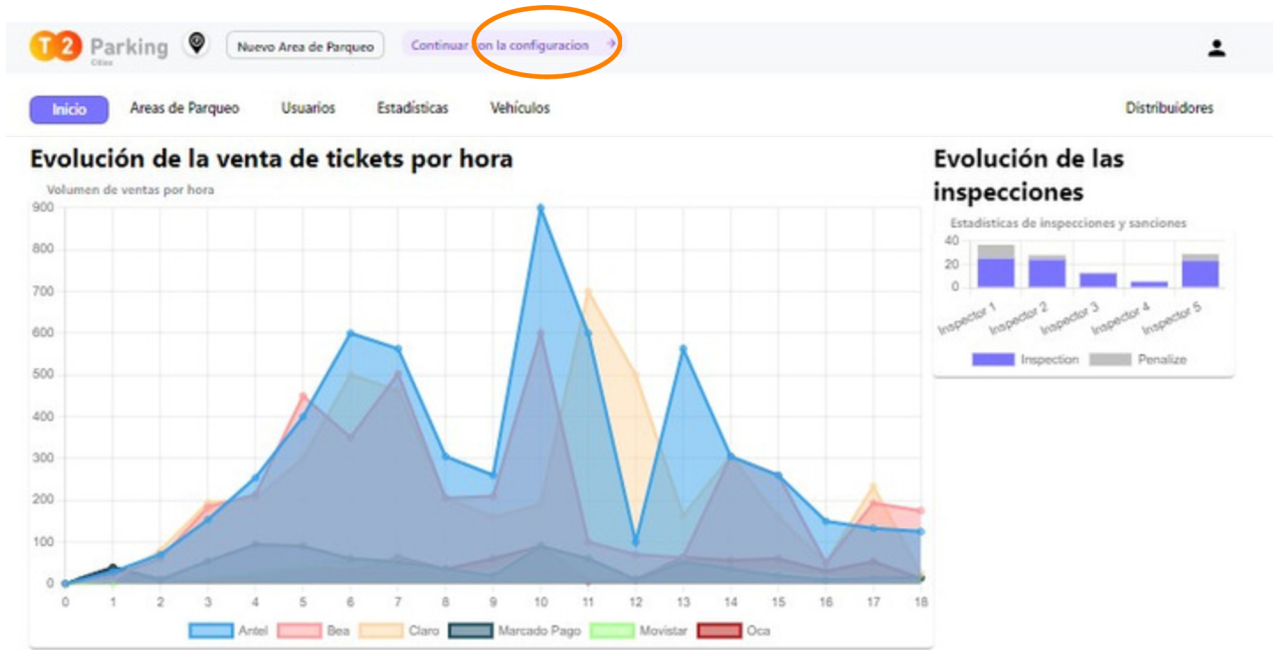 T2 Parking
Cities
Nuevo Area de Parqueo
Continuar con la configuracion →
Inicio
Areas de Parqueo
Usuarios
Estadísticas
Vehículos
Distribuidores
Evolución de la venta de tickets por hora
Volumen de ventas por hora
900
800
700
600
500
400
300
200
100
0
0 1 2 3 4 5 6 7 8 9 10 11 12 13 14 15 16 17 18
Antel Bea Claro Marcado Pago Movistar Oca
Evolución de las
inspecciones
Estadísticas de inspecciones y sanciones
40
20
0
Inspector 1 Inspector 2 Inspector 3 Inspector 4 Inspector 5
Inspection Penalize